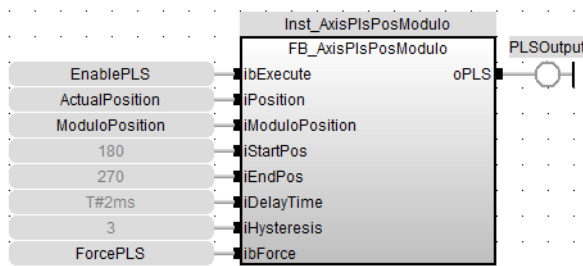 Inst_AxisPlsPosModulo
FB_AxisPlsPosModulo PLSOutput
EnablePLS ibExecute oPLS
ActualPosition iPosition
ModuloPosition iModuloPosition
180 iStartPos
270 iEndPos
T#2ms iDelayTime
3 iHysteresis
ForcePLS ibForce